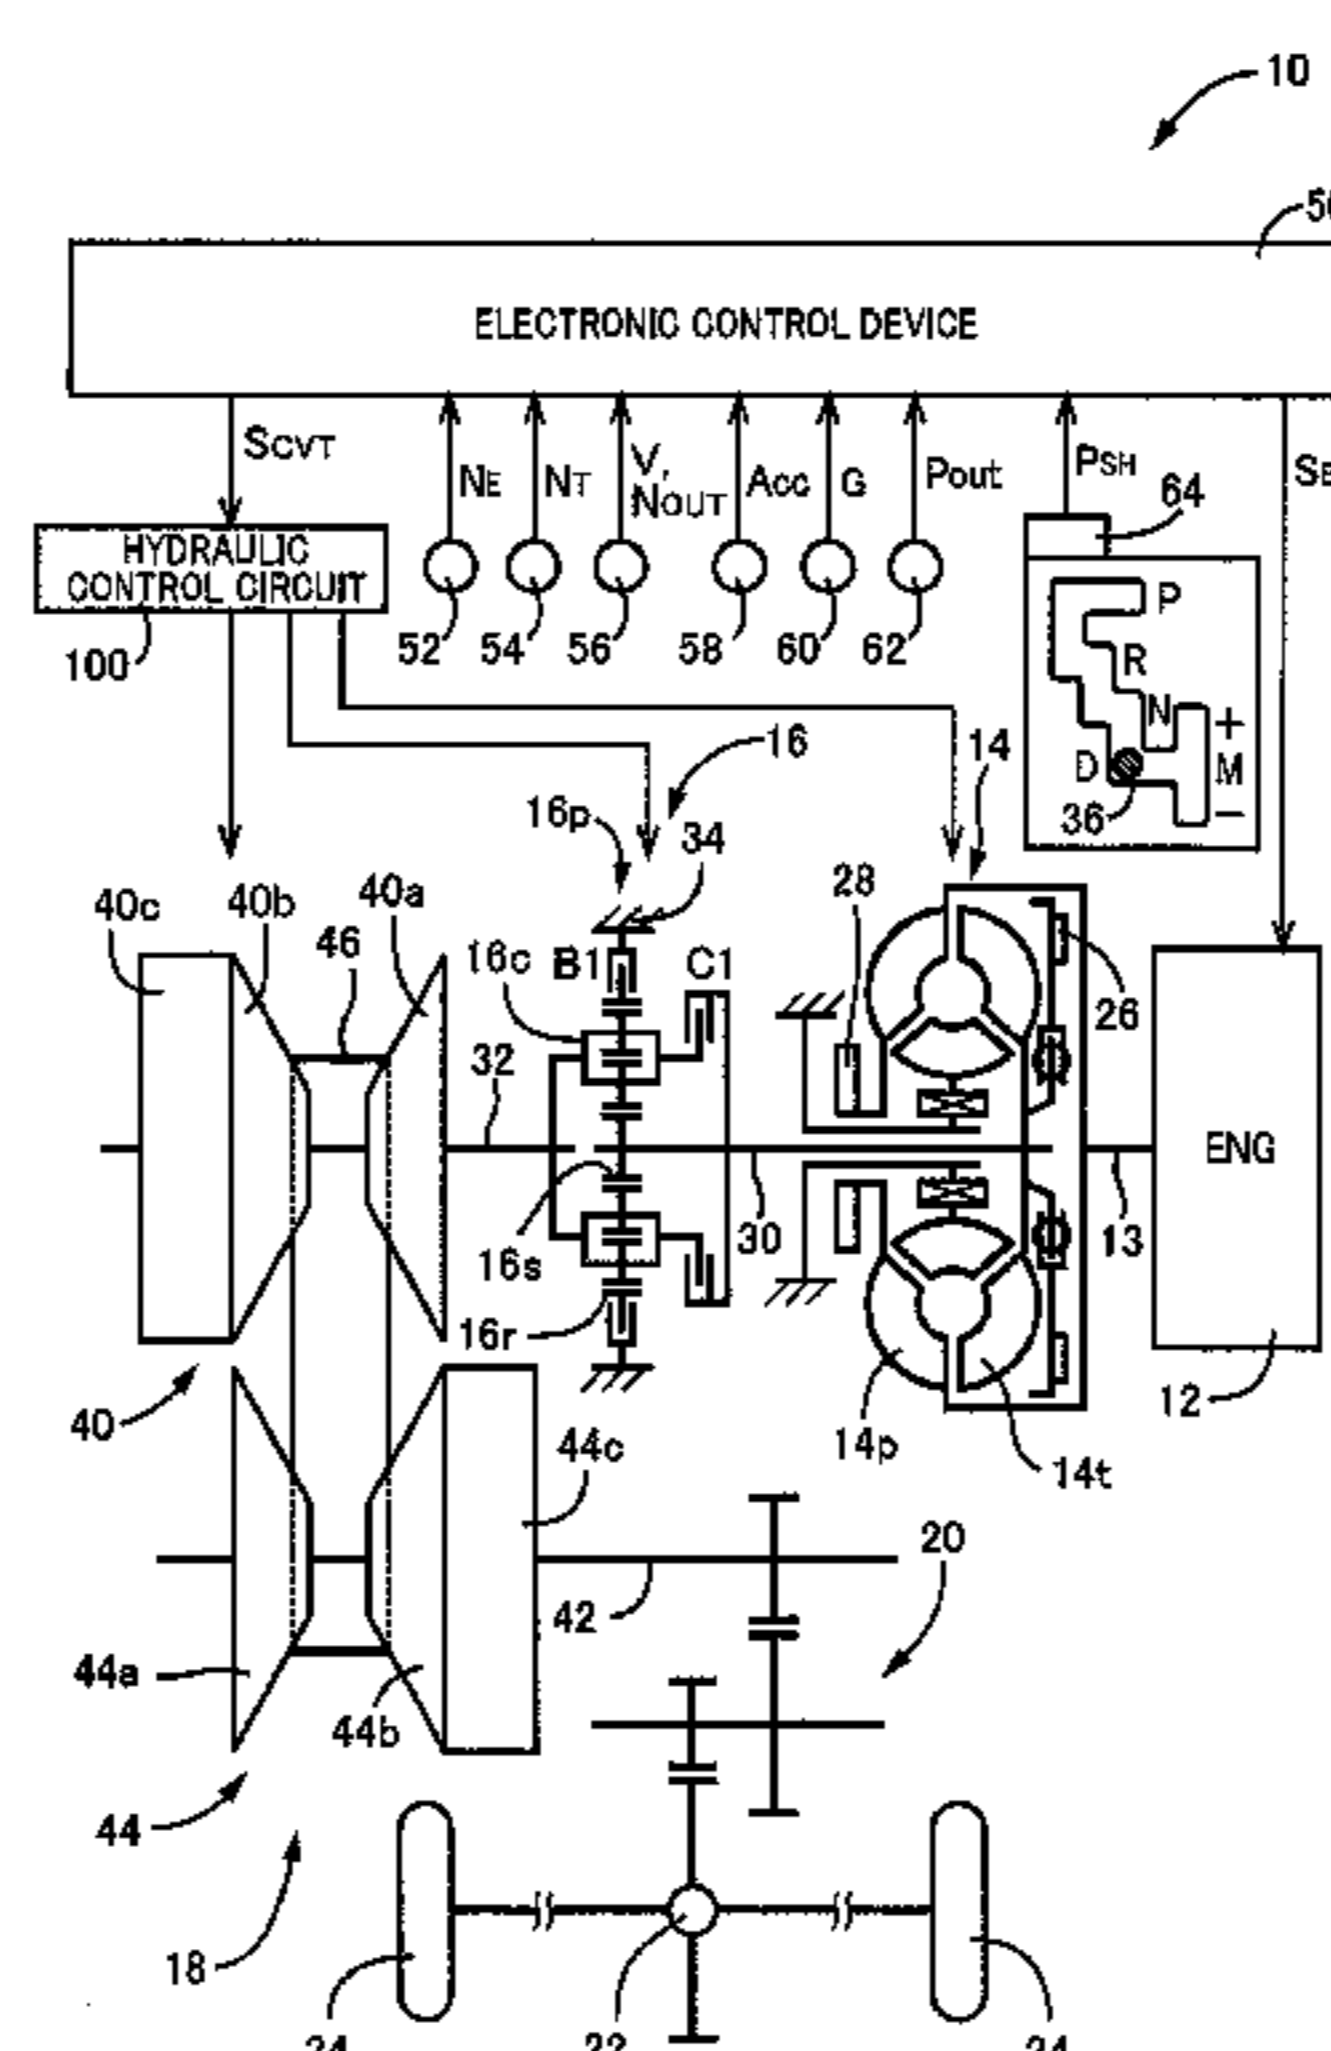 10
ELECTRONIC CONTROL DEVICE
SCVT
NE
NT
V,
NOUT
Acc
G
Pout
PSH
64
HYDRAULIC
CONTROL CIRCUIT
100
52
54
56
58
60
62
P
R
N
+
D
M
36
−
16
14
16p
34
28
40c
40b
40a
46
16c
B1
C1
26
32
ENG
16s
30
13
16r
40
12
44c
14p
14t
20
42
44a
44b
44
18